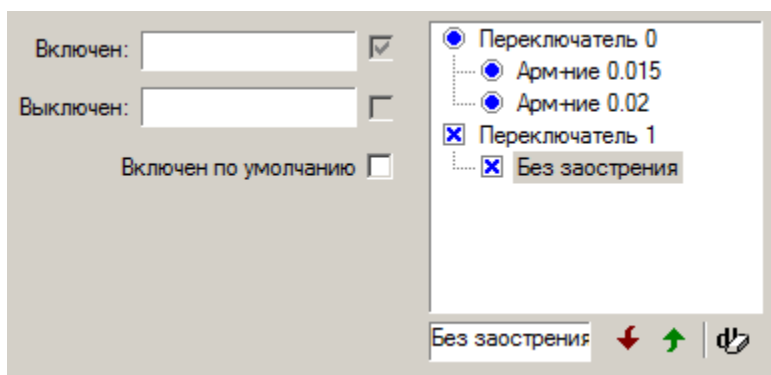 Включен:
Выключен:
Включен по умолчанию
Переключатель 0
Арм+ние 0.015
Арм+ние 0.02
Переключатель 1
Без заострения
Без заострения